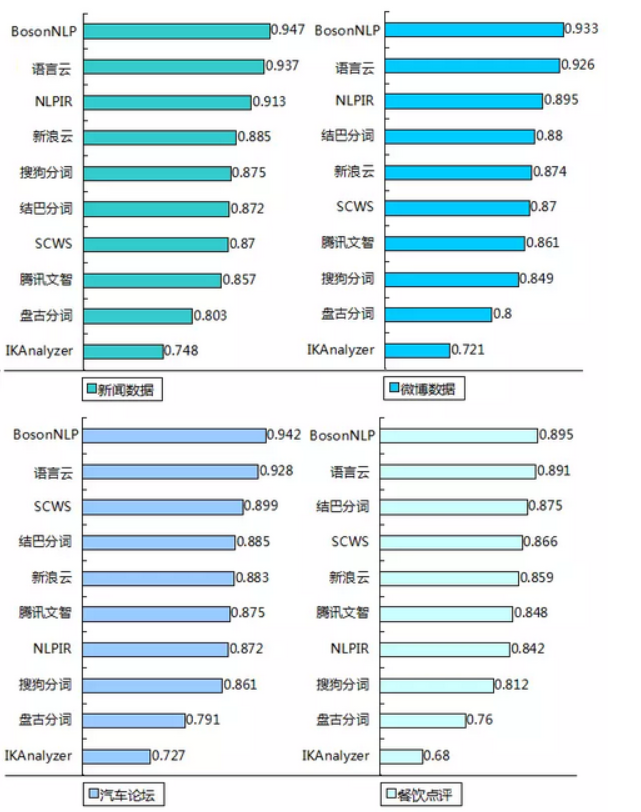 BosonNLP 0.947
语言云 0.937
NLPIR 0.913
新浪云 0.885
搜狗分词 0.875
结巴分词 0.872
SCWS 0.87
腾讯文智 0.857
盘古分词 0.803
IKAnalyzer 0.748
新闻数据
BosonNLP 0.933
语言云 0.926
NLPIR 0.895
结巴分词 0.88
新浪云 0.874
SCWS 0.87
腾讯文智 0.861
搜狗分词 0.849
盘古分词 0.8
IKAnalyzer 0.721
微博数据
BosonNLP 0.942
语言云 0.928
SCWS 0.899
结巴分词 0.885
新浪云 0.883
腾讯文智 0.875
NLPIR 0.872
搜狗分词 0.861
盘古分词 0.791
IKAnalyzer 0.727
汽车论坛
BosonNLP 0.895
语言云 0.891
结巴分词 0.875
SCWS 0.866
新浪云 0.859
腾讯文智 0.848
NLPIR 0.842
搜狗分词 0.812
盘古分词 0.76
IKAnalyzer 0.68
餐饮点评